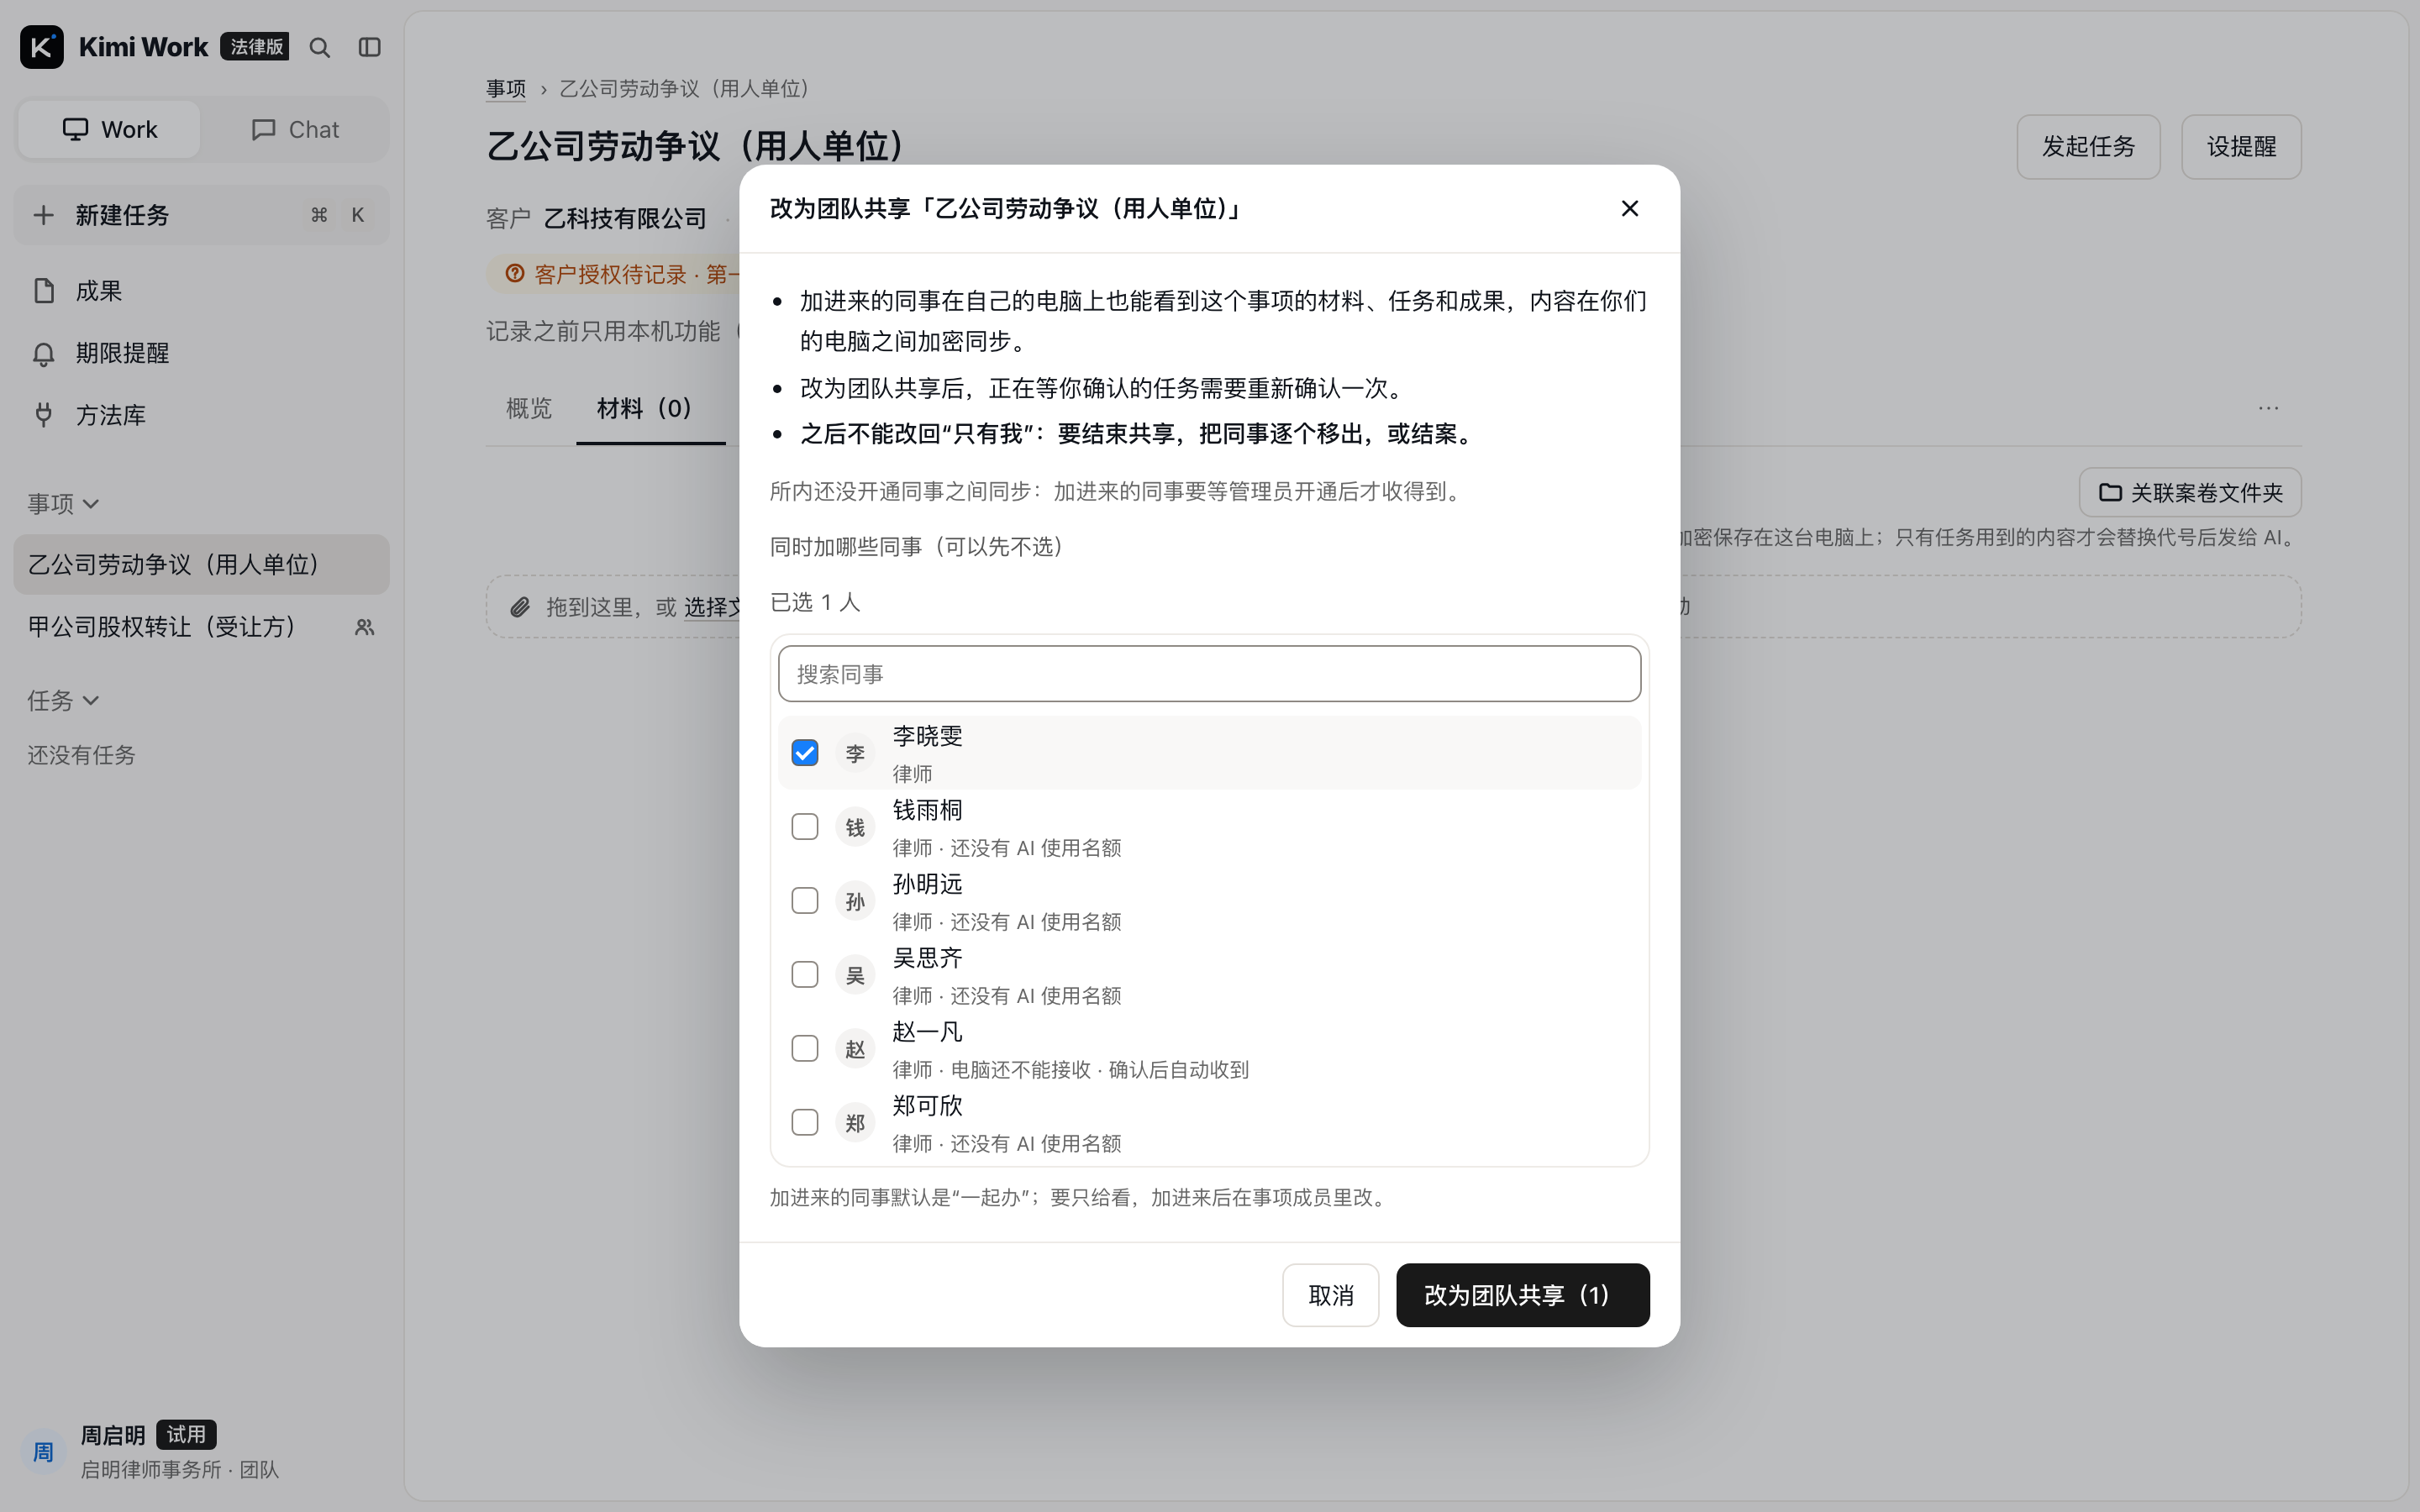 Kimi Work 法律版
Work
Chat
新建任务 ⌘ K
成果
期限提醒
方法库
事项
乙公司劳动争议（用人单位）
甲公司股权转让（受让方）
任务
还没有任务
周启明 试用
启明律师事务所 · 团队
事项 › 乙公司劳动争议（用人单位）
乙公司劳动争议（用人单位）
发起任务
设提醒
客户 乙科技有限公司 ·
客户授权待记录 · 第一
记录之前只用本机功能（
概览
材料（0）
…
关联案卷文件夹
加密保存在这台电脑上；只有任务用到的内容才会替换代号后发给 AI。
拖到这里，或 选择文
改为团队共享「乙公司劳动争议（用人单位）」
• 加进来的同事在自己的电脑上也能看到这个事项的材料、任务和成果，内容在你们
的电脑之间加密同步。
• 改为团队共享后，正在等你确认的任务需要重新确认一次。
• 之后不能改回“只有我”：要结束共享，把同事逐个移出，或结案。
所内还没开通同事之间同步：加进来的同事要等管理员开通后才收得到。
同时加哪些同事（可以先不选）
已选 1 人
搜索同事
李 李晓雯
律师
钱 钱雨桐
律师 · 还没有 AI 使用名额
孙 孙明远
律师 · 还没有 AI 使用名额
吴 吴思齐
律师 · 还没有 AI 使用名额
赵 赵一凡
律师 · 电脑还不能接收 · 确认后自动收到
郑 郑可欣
律师 · 还没有 AI 使用名额
加进来的同事默认是“一起办”；要只给看，加进来后在事项成员里改。
取消
改为团队共享（1）
周